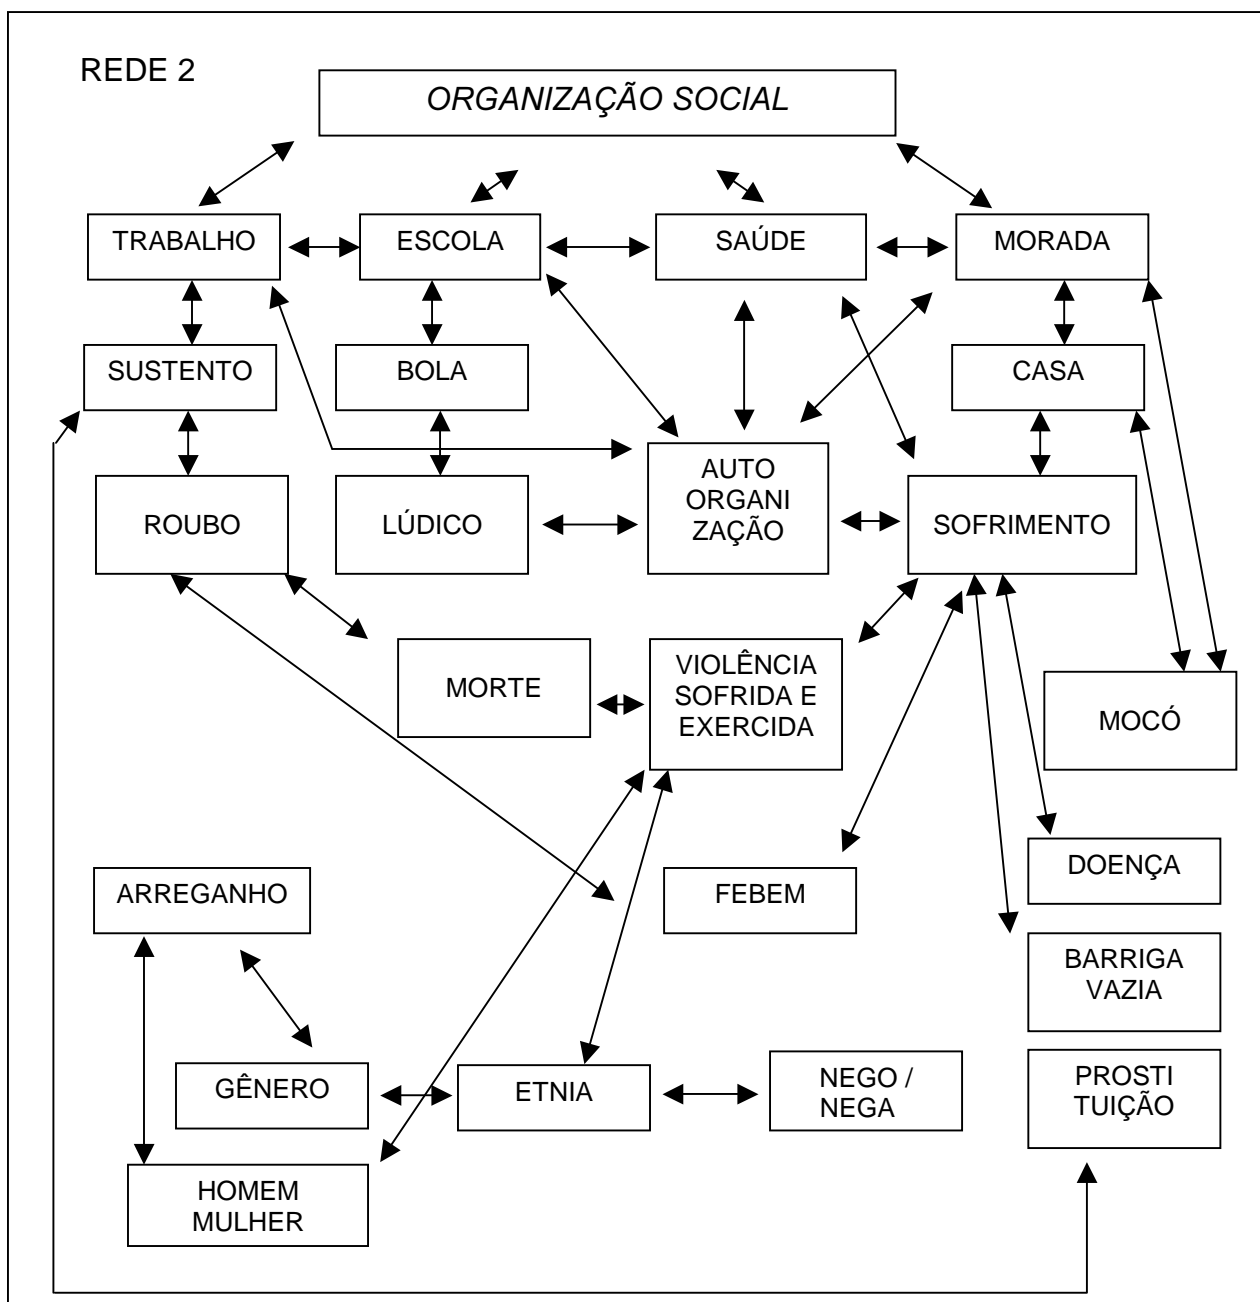 REDE 2
ORGANIZAÇÃO SOCIAL
TRABALHO
ESCOLA
SAÚDE
MORADA
SUSTENTO
BOLA
CASA
ROUBO
LÚDICO
AUTO
ORGANI
ZAÇÃO
SOFRIMENTO
MORTE
VIOLÊNCIA
SOFRIDA E
EXERCIDA
MOCÓ
ARREGANHO
FEBEM
DOENÇA
BARRIGA
VAZIA
GÊNERO
ETNIA
NEGO /
NEGA
PROSTI
TUIÇÃO
HOMEM
MULHER